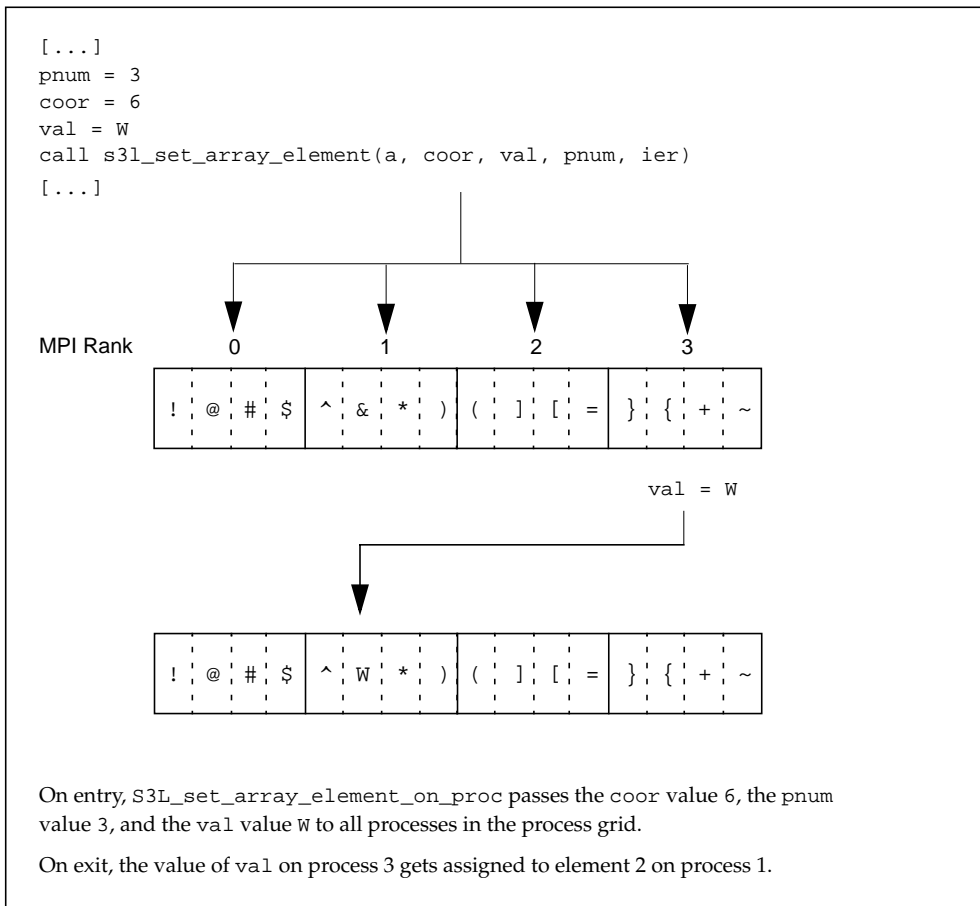 [...]
pnum = 3
coor = 6
val = W
call s3l_set_array_element(a, coor, val, pnum, ier)
[...]
MPI Rank 0 1 2 3
! @ # $ ^ & * ) ( ] [ = } { + ~
val = W
! @ # $ ^ W * ) ( ] [ = } { + ~
On entry, S3L_set_array_element_on_proc passes the coor value 6, the pnum
value 3, and the val value W to all processes in the process grid.
On exit, the value of val on process 3 gets assigned to element 2 on process 1.